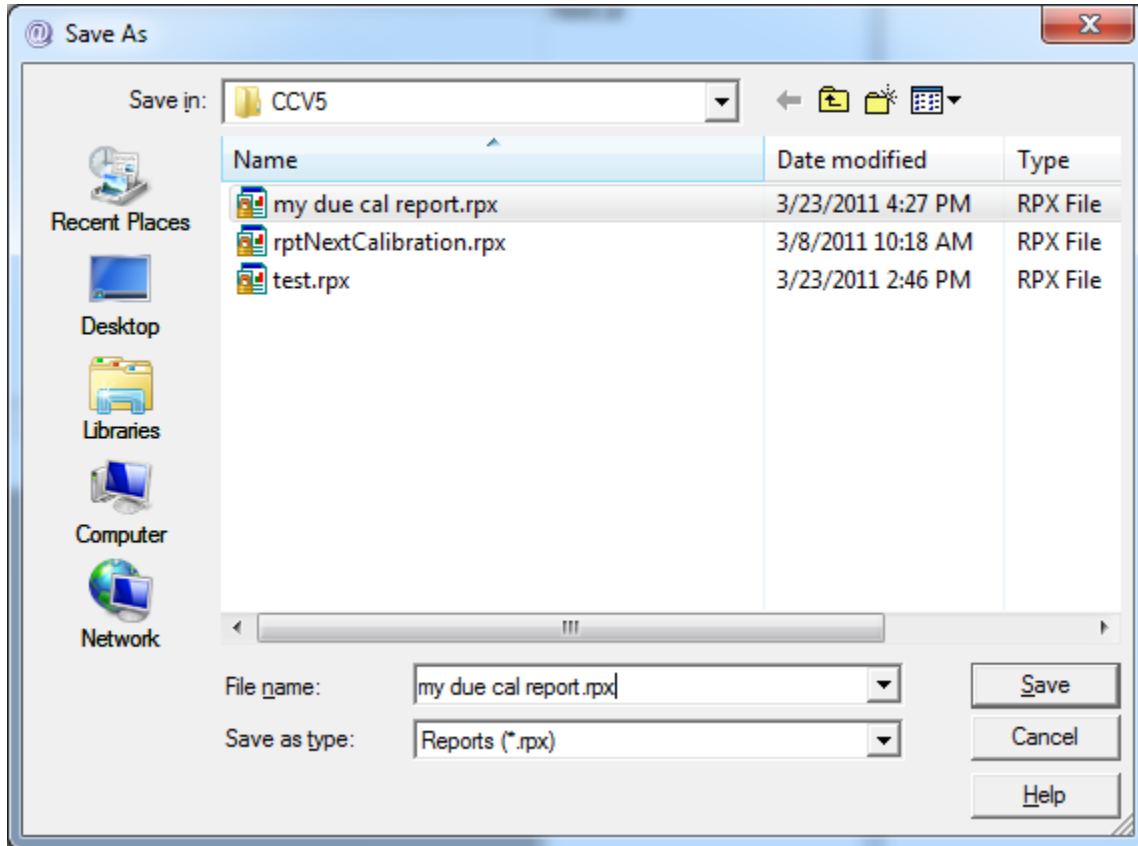 Save As
Save in: CCV5
Name Date modified Type
my due cal report.rpx 3/23/2011 4:27 PM RPX File
rptNextCalibration.rpx 3/8/2011 10:18 AM RPX File
test.rpx 3/23/2011 2:46 PM RPX File
Recent Places
Desktop
Libraries
Computer
Network
File name: my due cal report.rpx Save
Save as type: Reports (*.rpx) Cancel
Help